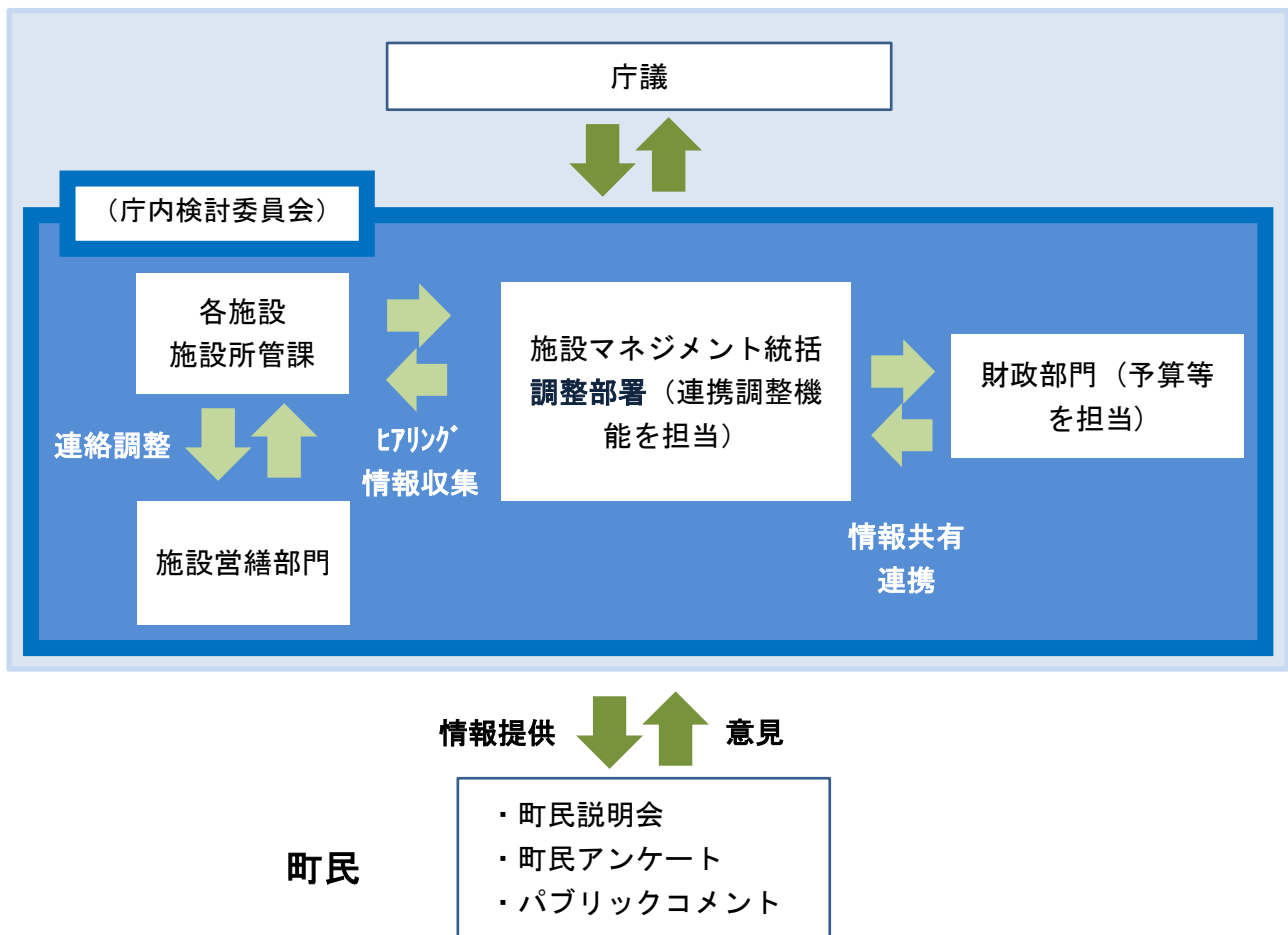 庁議
（庁内検討委員会）
各施設
施設所管課
連絡調整
施設営繕部門
ﾋｱﾘﾝｸﾞ
情報収集
施設マネジメント統括
調整部署（連携調整機
能を担当）
財政部門（予算等
を担当）
情報共有
連携
情報提供
意見
町民
・町民説明会
・町民アンケート
・パブリックコメント